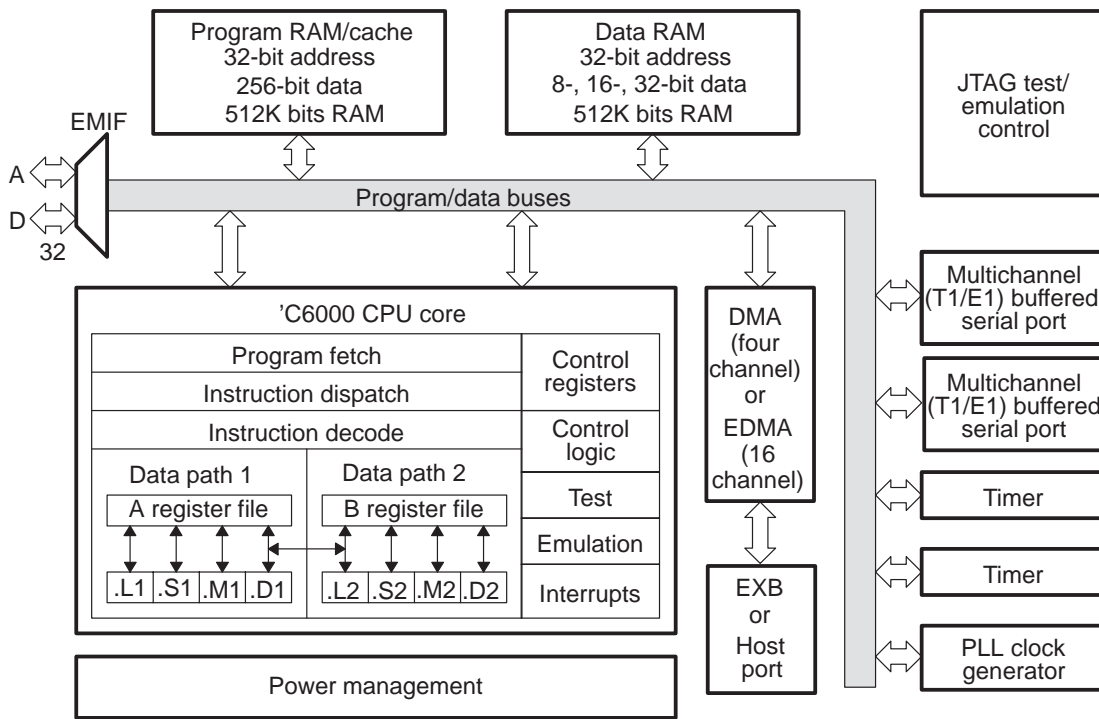 Program RAM/cache
32-bit address
256-bit data
512K bits RAM
Data RAM
32-bit address
8-, 16-, 32-bit data
512K bits RAM
JTAG test/
emulation
control
EMIF
A
D
32
Program/data buses
’C6000 CPU core
Program fetch
Instruction dispatch
Instruction decode
Data path 1
A register file
.L1 .S1 .M1 .D1
Data path 2
B register file
.L2 .S2 .M2 .D2
Control
registers
Control
logic
Test
Emulation
Interrupts
Power management
DMA
(four
channel)
or
EDMA
(16
channel)
EXB
or
Host
port
Multichannel
(T1/E1) buffered
serial port
Multichannel
(T1/E1) buffered
serial port
Timer
Timer
PLL clock
generator